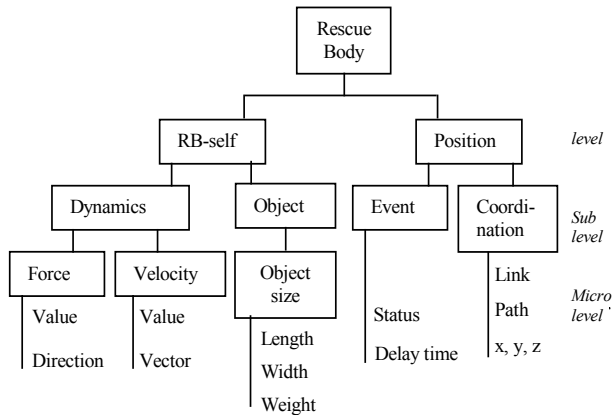 Rescue
Body
RB-self
Position
level
Dynamics
Object
Event
Coordi-
nation
Sub
level
Force
Velocity
Object
size
Link
Micro
level
Value
Value
Status
Path
Direction
Vector
Length
Delay time
x, y, z
Width
Weight